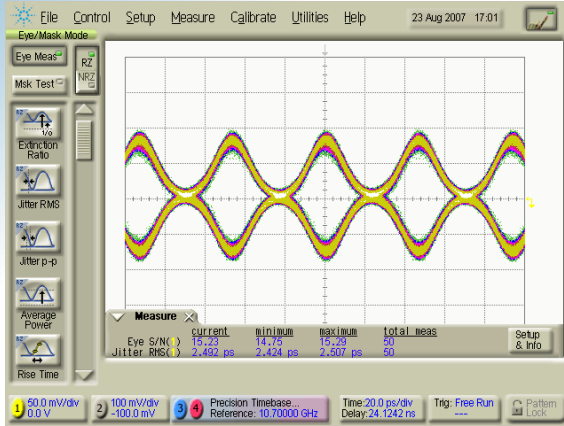 File Control Setup Measure Calibrate Utilities Help 23 Aug 2007 17:01
Eye/Mask Mode
Eye Meas
RZ
Msk Test
NRZ
Extinction
Ratio
Jitter RMS
Jitter p-p
Average
Power
Rise Time
Measure
current minimum maximum total meas
Eye S/N(1) 15.23 14.75 15.29 50
Jitter RMS(1) 2.492 ps 2.424 ps 2.507 ps 50
Setup
& Info
1 50.0 mV/div
0.0 V
2 100 mV/div
-100.0 mV
3 4 Precision Timebase...
Reference: 10.70000 GHz
Time:20.0 ps/div
Delay:24.1242 ns
Trig: Free Run
---
Pattern
Lock